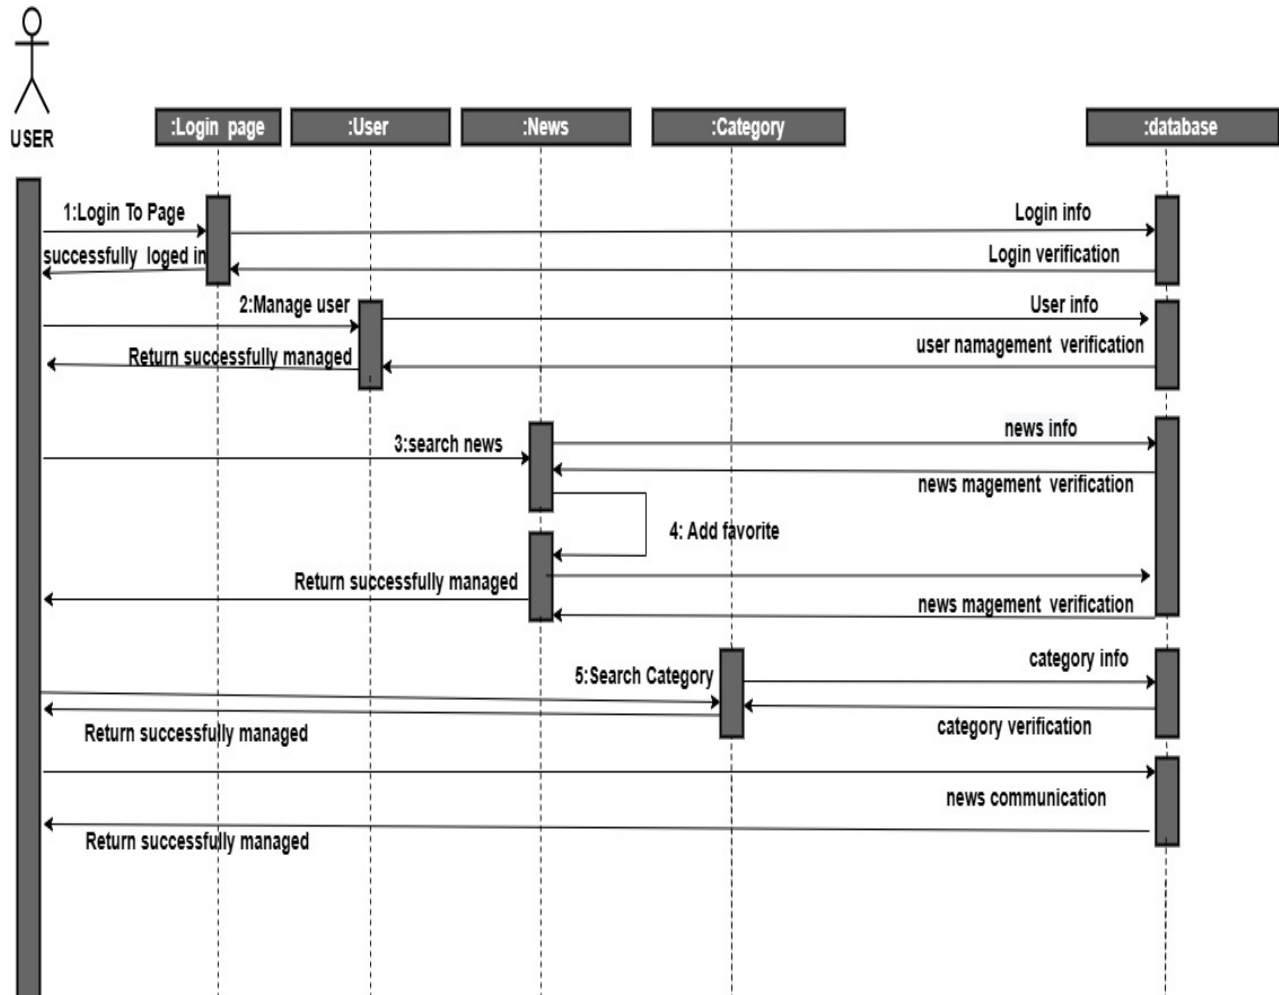 USER
:Login page
:User
:News
:Category
:database
1:Login To Page
Login info
successfully loged in
Login verification
2:Manage user
User info
Return successfully managed
user namagement verification
3:search news
news info
news magement verification
4: Add favorite
Return successfully managed
news magement verification
5:Search Category
category info
Return successfully managed
category verification
news communication
Return successfully managed